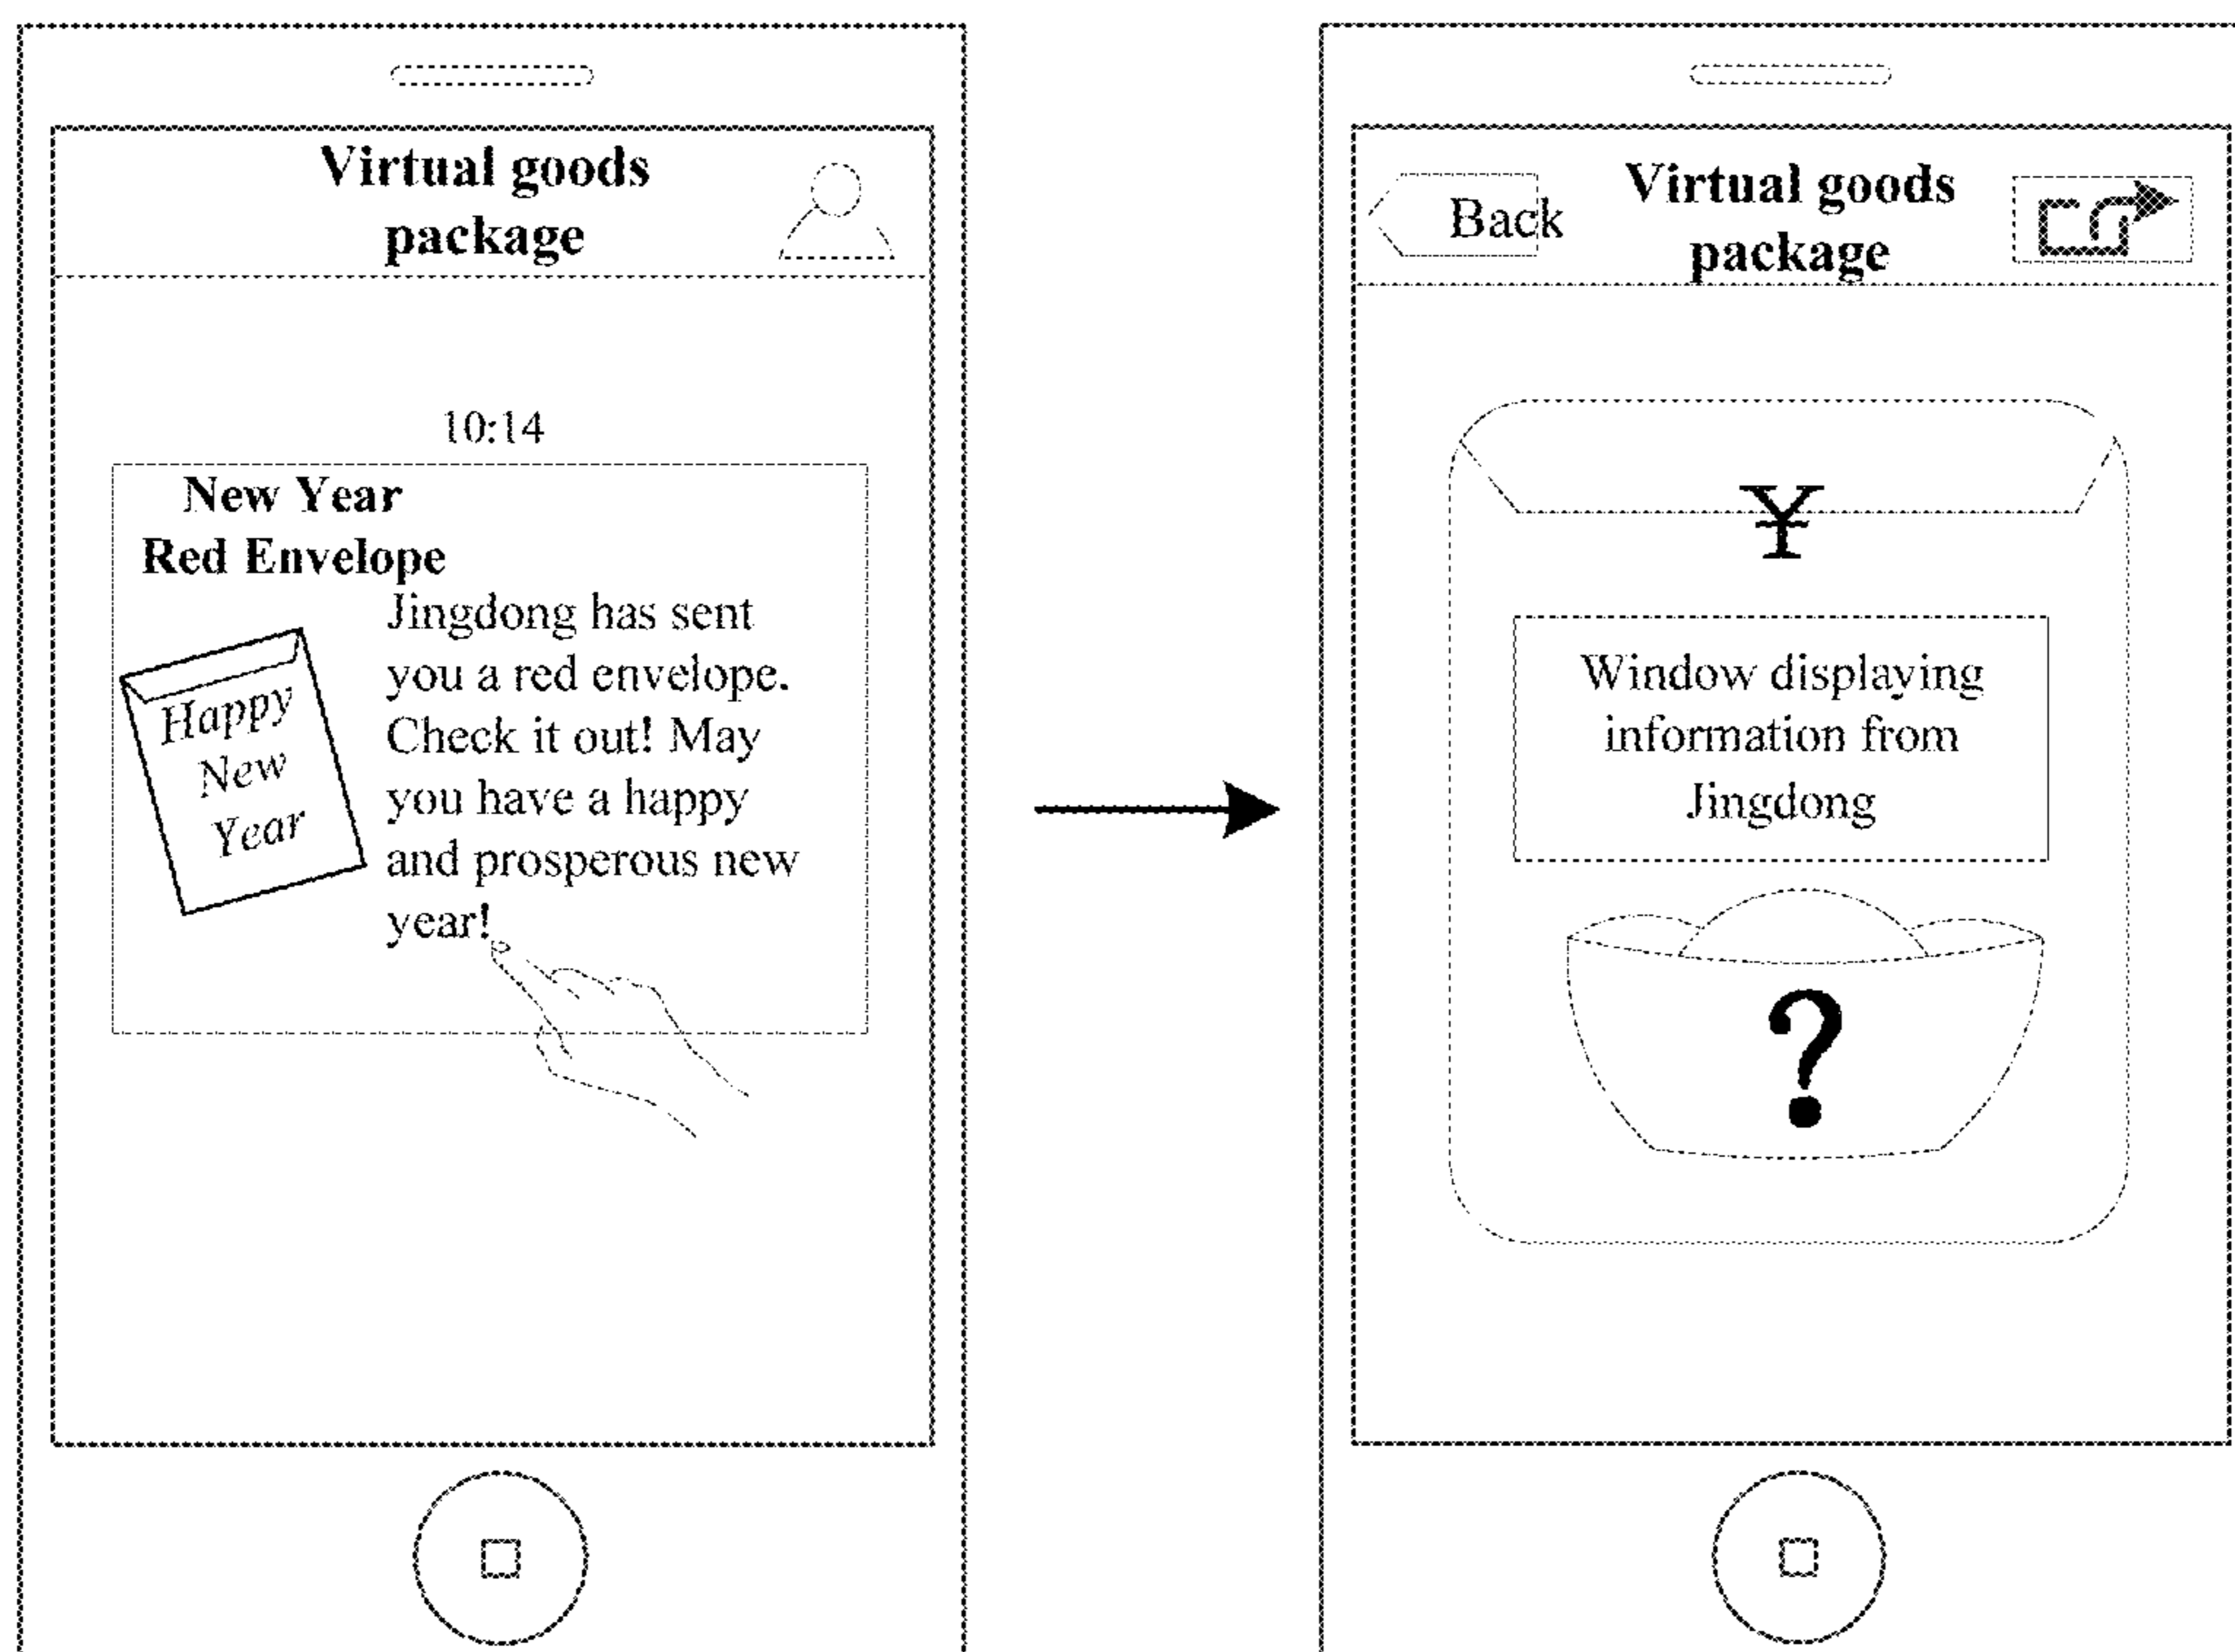 Virtual goods
package
10:14
New Year
Red Envelope
Happy
New
Year
Jingdong has sent
you a red envelope.
Check it out! May
you have a happy
and prosperous new
year!
Back
Virtual goods
package
¥
Window displaying
information from
Jingdong
?